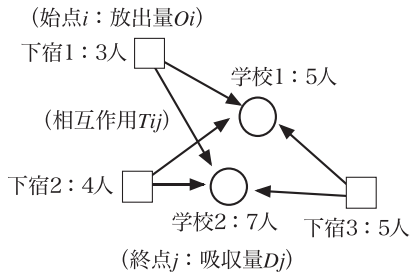 (始点i：放出量Oi)
下宿1：3人
学校1：5人
(相互作用Tij)
下宿2：4人
学校2：7人
下宿3：5人
(終点j：吸収量Dj)